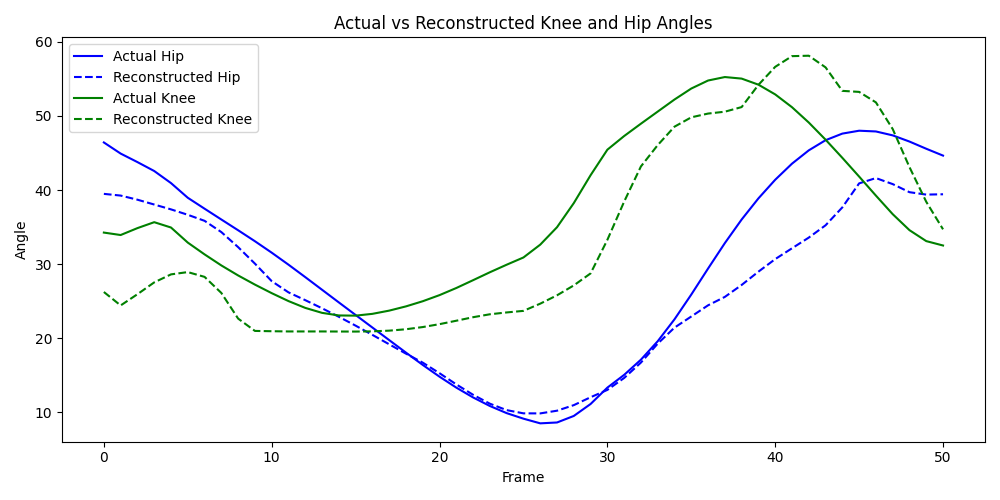 Actual vs Reconstructed Knee and Hip Angles
Actual Hip
Reconstructed Hip
Actual Knee
Reconstructed Knee
Angle
60
50
40
30
20
10
0 10 20 30 40 50
Frame